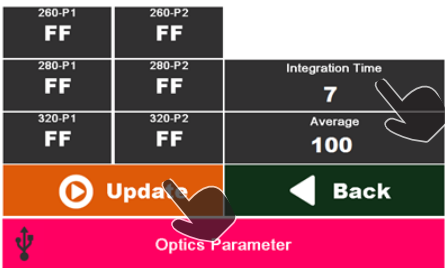 260-P1 260-P2
FF FF
280-P1 280-P2 Integration Time
FF FF 7
320-P1 320-P2 Average
FF FF 100
Update Back
Optics Parameter